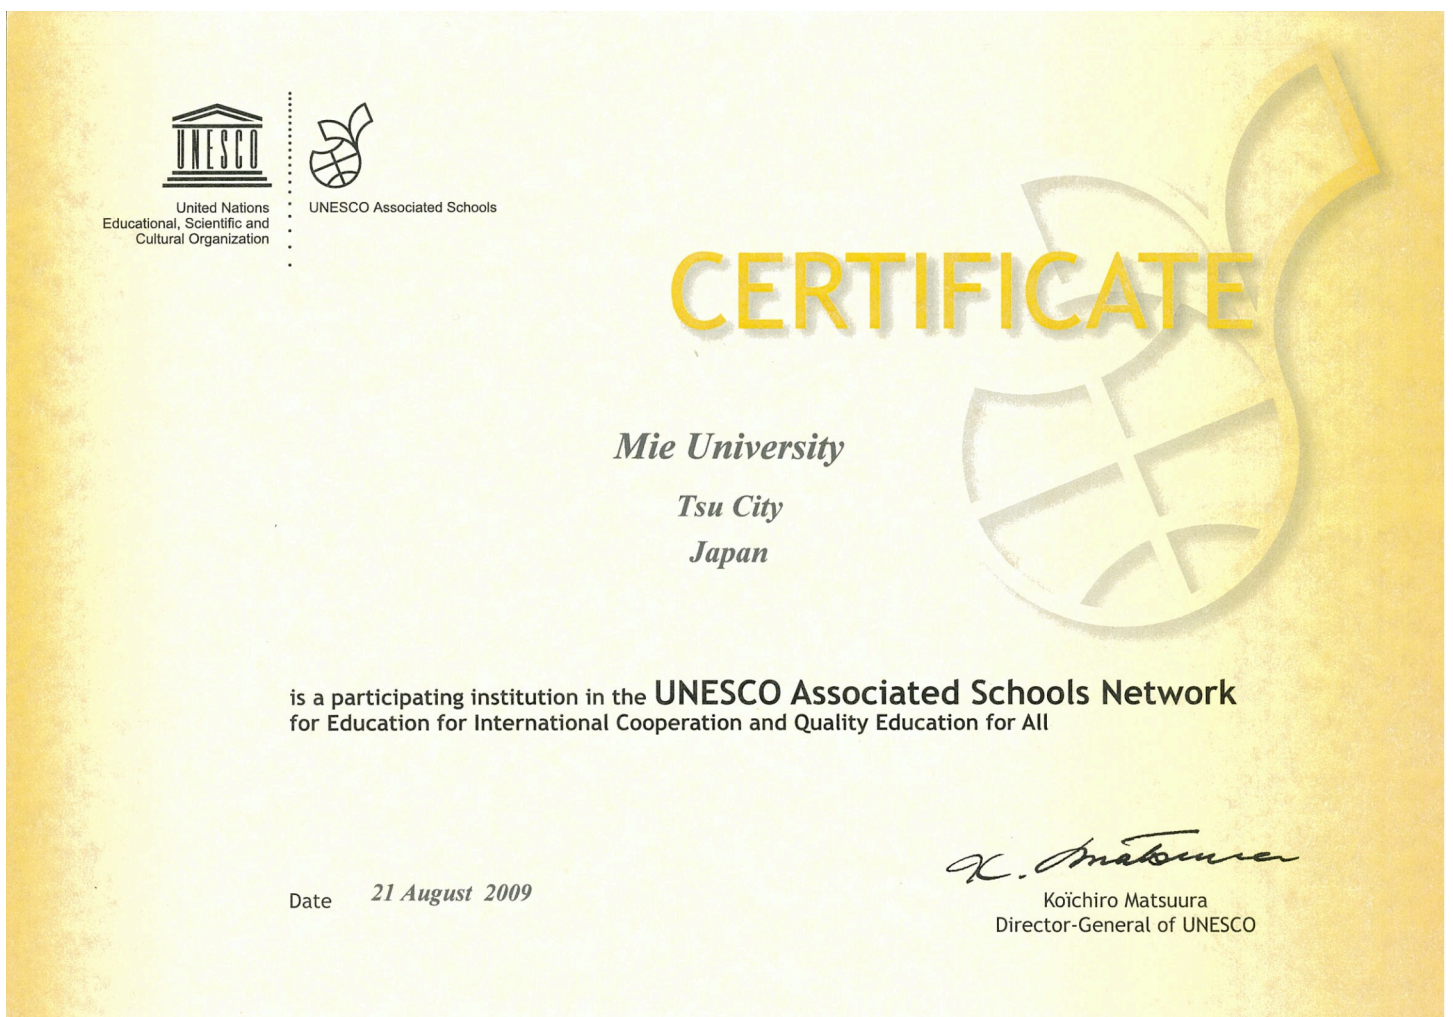 UNESCO
United Nations
Educational, Scientific and
Cultural Organization
UNESCO Associated Schools
CERTIFICATE
Mie University
Tsu City
Japan
is a participating institution in the UNESCO Associated Schools Network
for Education for International Cooperation and Quality Education for All
Date 21 August 2009
K. Matsuura
Koïchiro Matsuura
Director-General of UNESCO